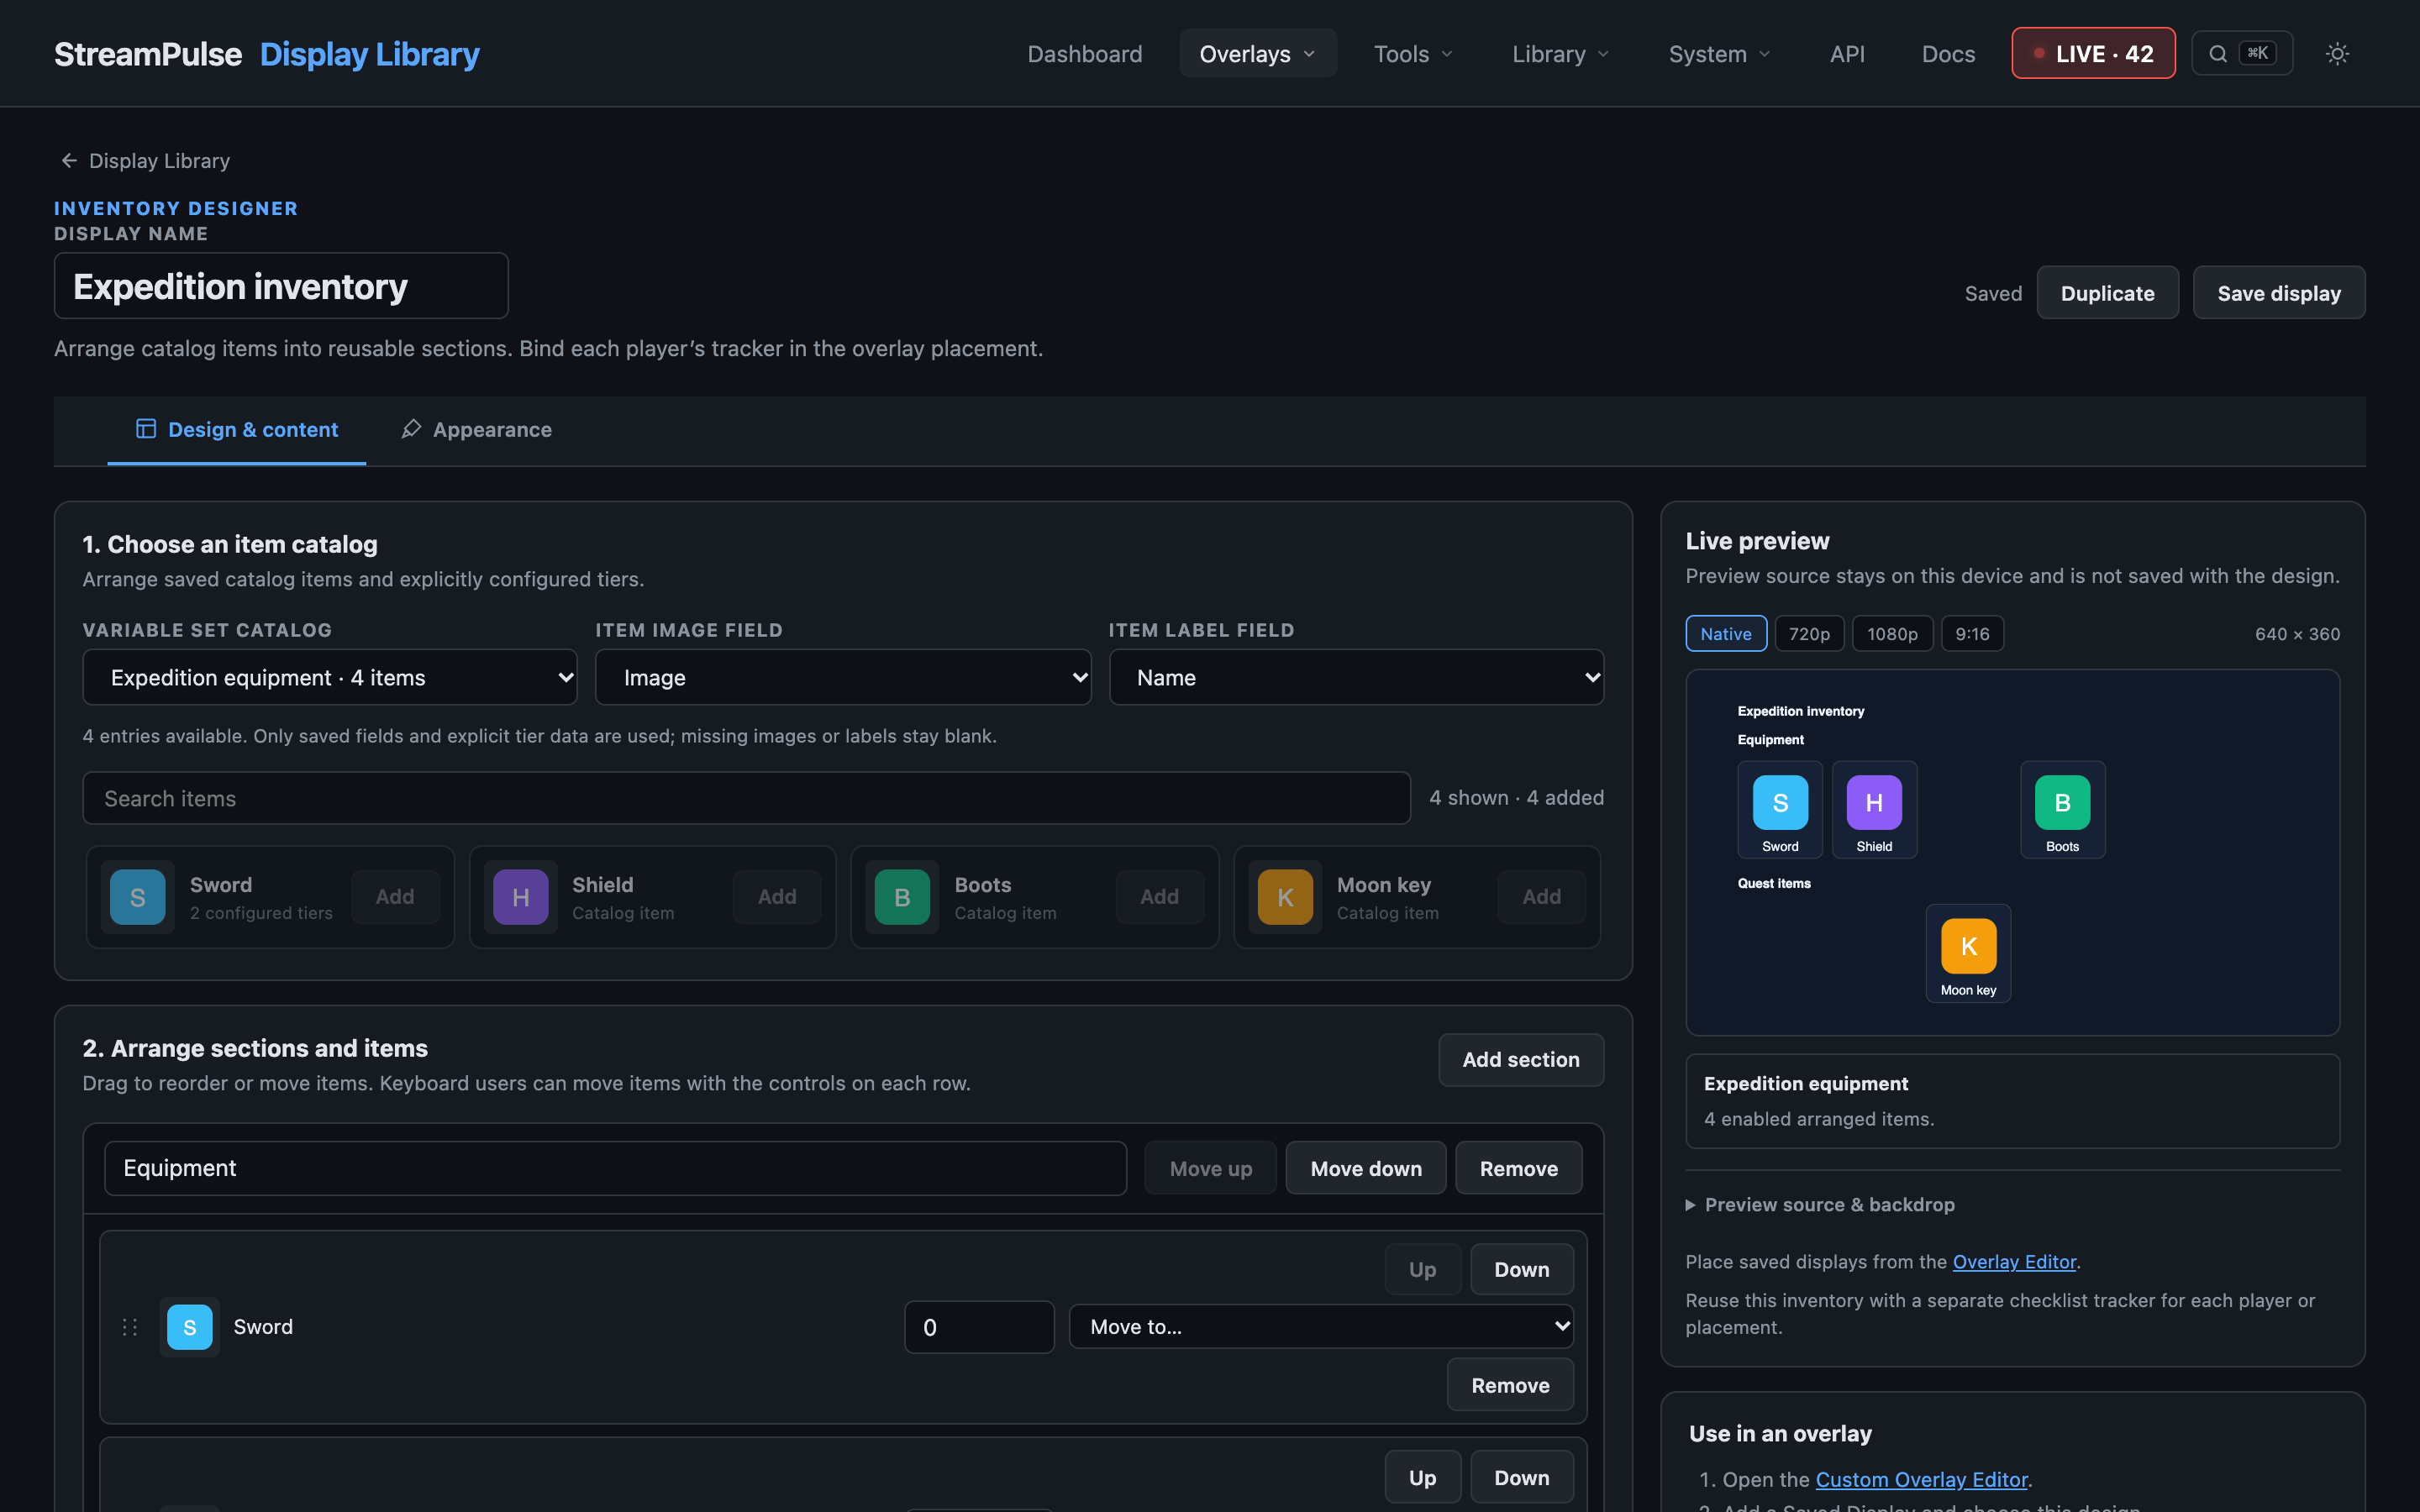 StreamPulse Display Library
Dashboard Overlays Tools Library System API Docs LIVE · 42 ⌘K
Display Library
INVENTORY DESIGNER
DISPLAY NAME
Expedition inventory
Saved Duplicate Save display
Arrange catalog items into reusable sections. Bind each player’s tracker in the overlay placement.
Design & content Appearance
1. Choose an item catalog
Arrange saved catalog items and explicitly configured tiers.
VARIABLE SET CATALOG ITEM IMAGE FIELD ITEM LABEL FIELD
Expedition equipment · 4 items Image Name
4 entries available. Only saved fields and explicit tier data are used; missing images or labels stay blank.
Search items 4 shown · 4 added
S Sword Add H Shield Add B Boots Add K Moon key Add
2 configured tiers Catalog item Catalog item Catalog item
2. Arrange sections and items
Add section
Drag to reorder or move items. Keyboard users can move items with the controls on each row.
Equipment Move up Move down Remove
Up Down
S Sword 0 Move to...
Remove
Up Down
Live preview
Preview source stays on this device and is not saved with the design.
Native 720p 1080p 9:16 640 × 360
Expedition inventory
Equipment
S H B
Sword Shield Boots
Quest items
K
Moon key
Expedition equipment
4 enabled arranged items.
Preview source & backdrop
Place saved displays from the Overlay Editor.
Reuse this inventory with a separate checklist tracker for each player or
placement.
Use in an overlay
1. Open the Custom Overlay Editor.
2. Add a Saved Display and choose this design.